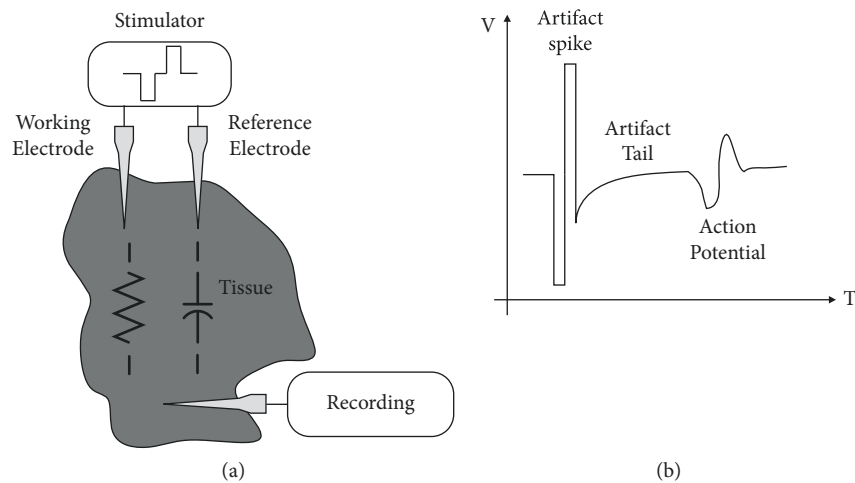 Stimulator
Working
Electrode
Reference
Electrode
Tissue
Recording
(a)
V
Artifact
spike
Artifact
Tail
Action
Potential
T
(b)